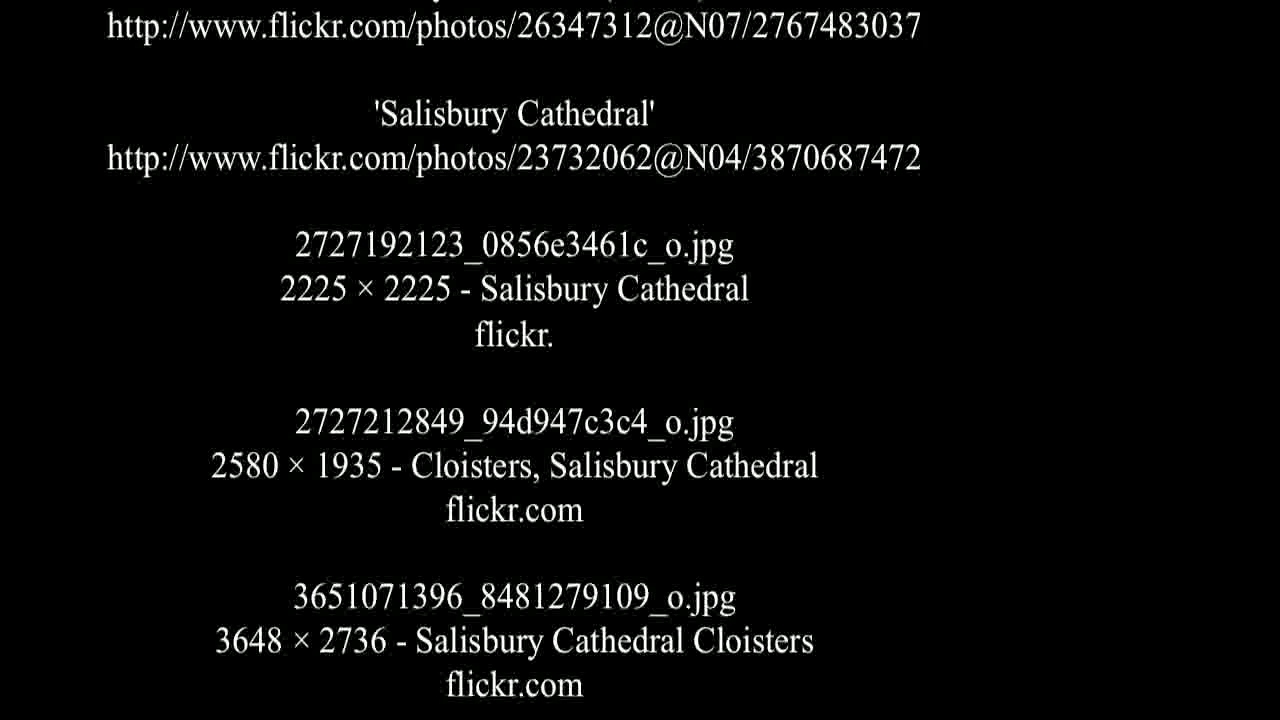 http://www.flickr.com/photos/26347312@N07/2767483037
'Salisbury Cathedral'
http://www.flickr.com/photos/23732062@N04/3870687472
2727192123_0856e3461c_o.jpg
2225 × 2225 - Salisbury Cathedral
flickr.
2727212849_94d947c3c4_o.jpg
2580 × 1935 - Cloisters, Salisbury Cathedral
flickr.com
3651071396_8481279109_o.jpg
3648 × 2736 - Salisbury Cathedral Cloisters
flickr.com